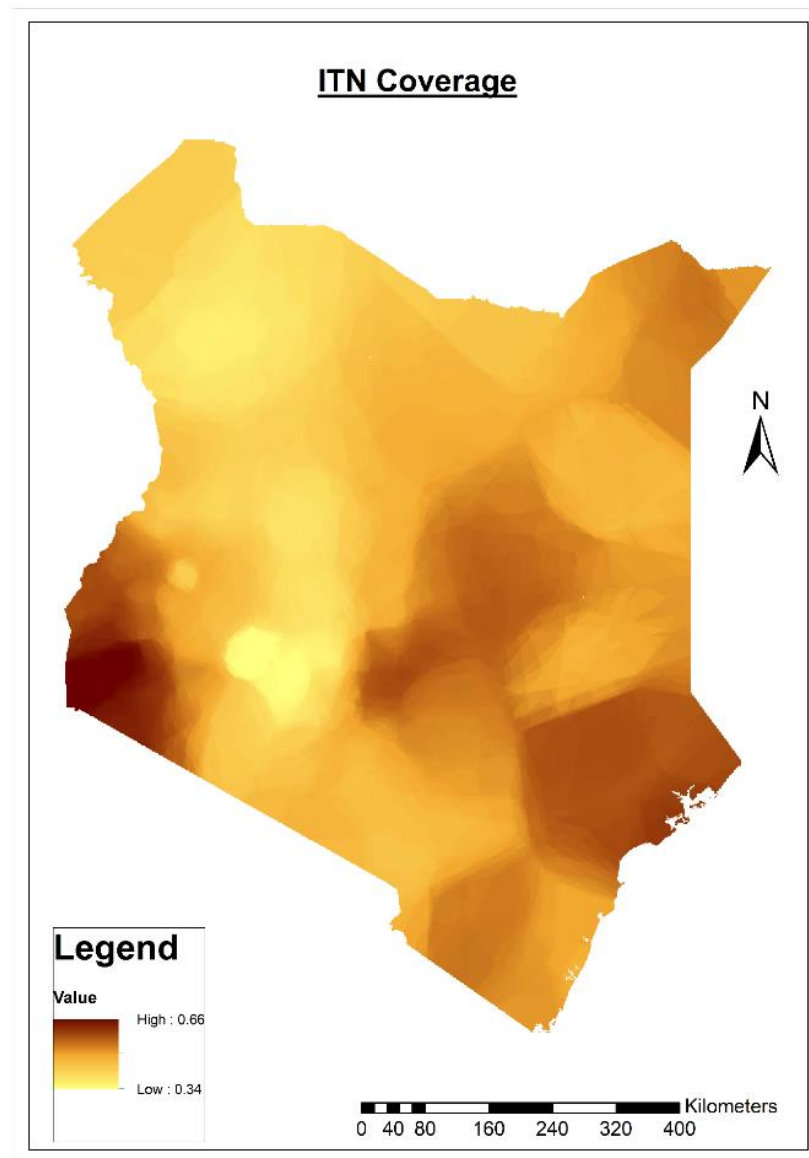 ITN Coverage
N
Legend
Value
High : 0.66
Low : 0.34
Kilometers
0 40 80 160 240 320 400